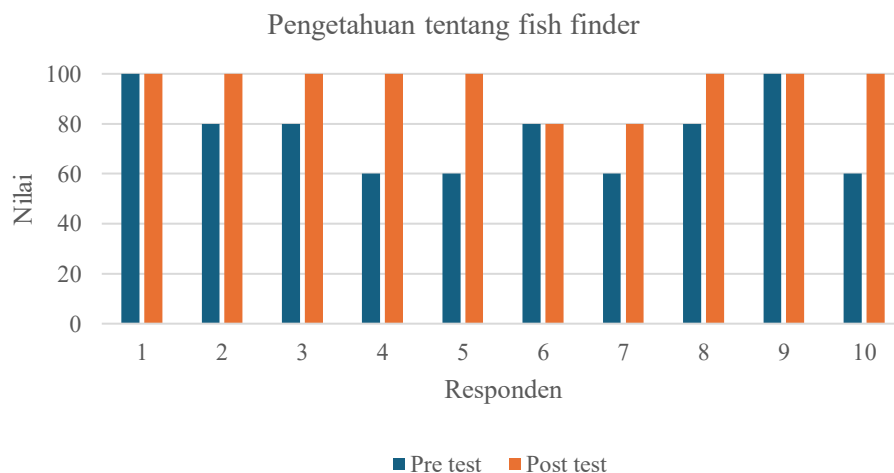 Pengetahuan tentang fish finder
100
80
60
40
20
0
Nilai
1 2 3 4 5 6 7 8 9 10
Responden
Pre test Post test